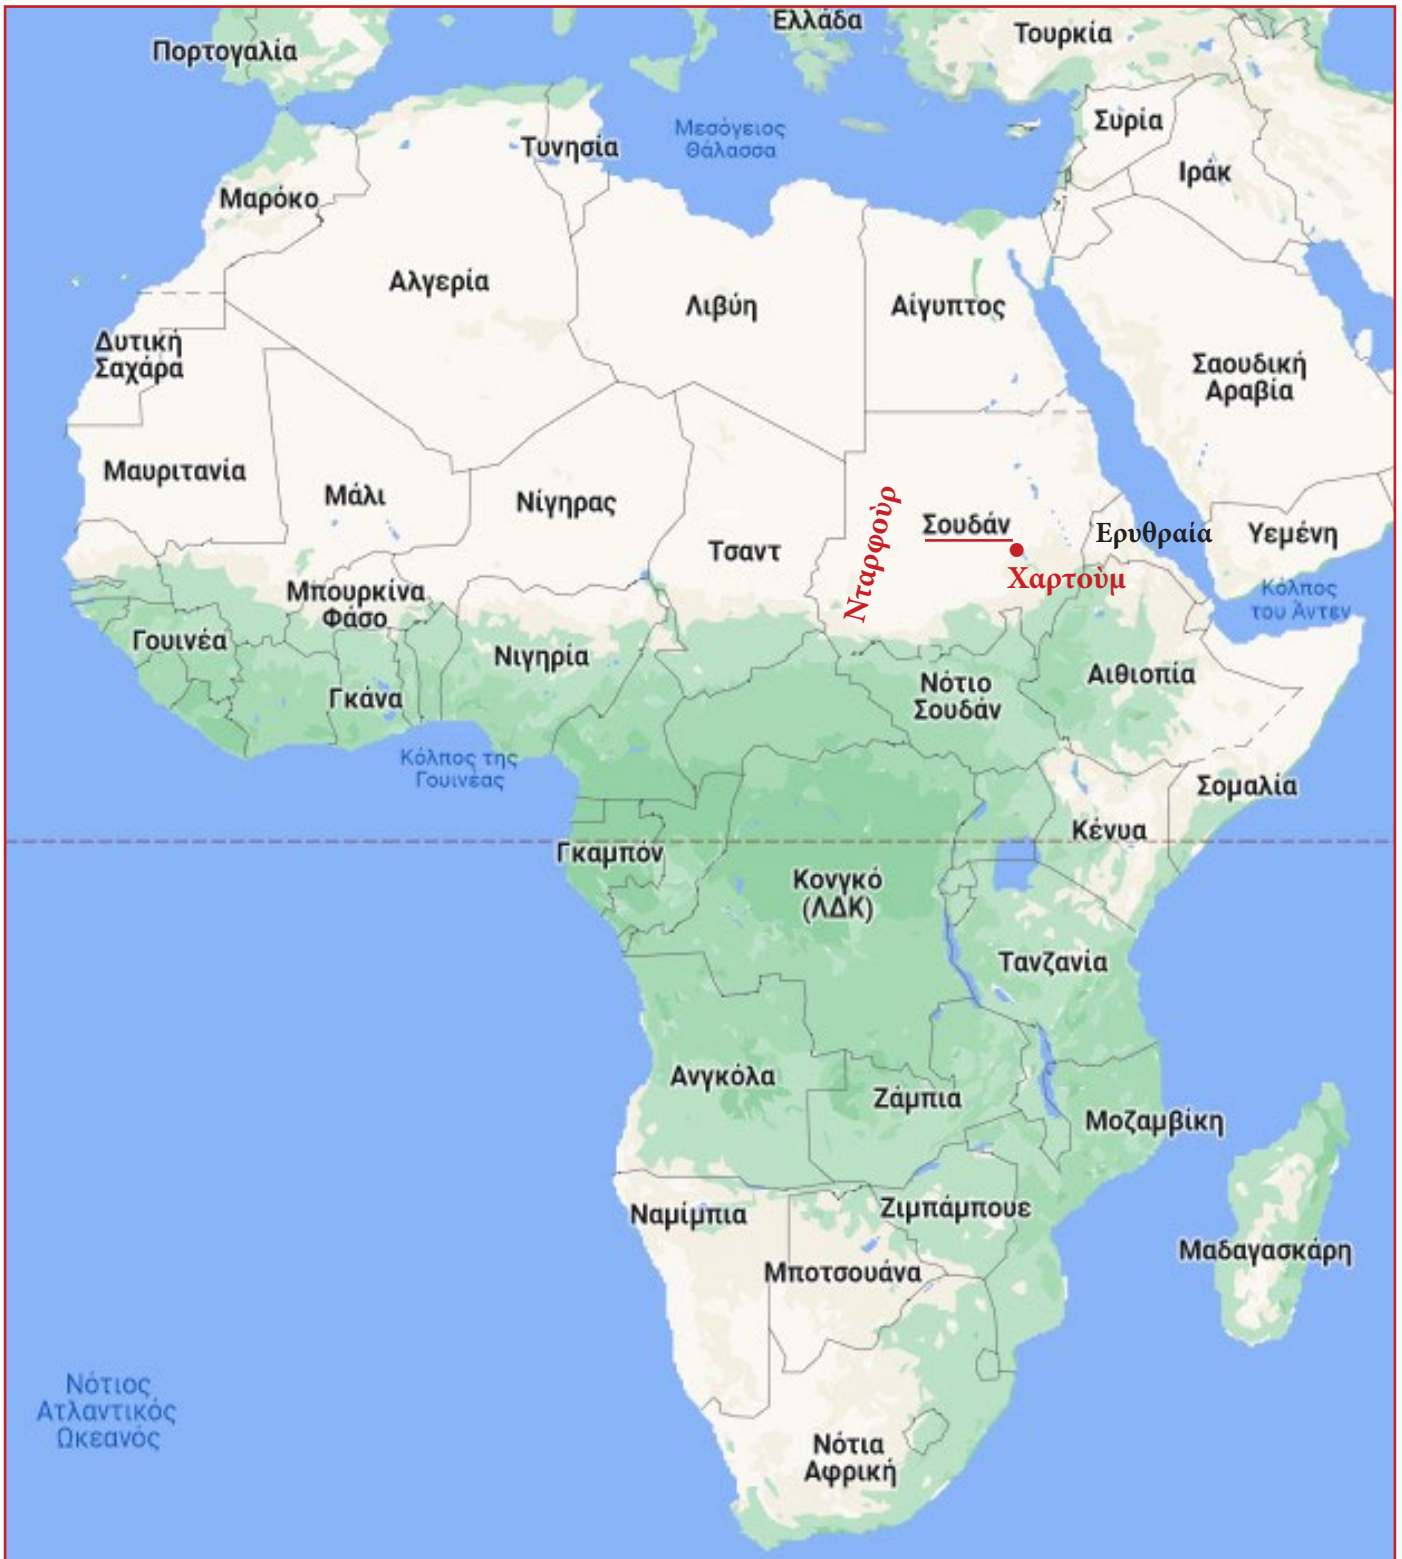 Ελλάδα
Πορτογαλία
Τουρκία
Συρία
Μεσόγειος
Θάλασσα
Τυνησία
Ιράκ
Μαρόκο
Αλγερία
Λιβύη
Αίγυπτος
Δυτική
Σαχάρα
Σαουδική
Αραβία
Μαυριτανία
Μάλι
Νίγηρας
Τσαντ
Νταρφοὺρ
Σουδάν
Ερυθραία
Υεμένη
Χαρτοὺμ
Κόλπος
του Άντεν
Μπουρκίνα
Φάσο
Γουινέα
Νιγηρία
Γκάνα
Νότιο
Σουδάν
Αιθιοπία
Κόλπος της
Γουινέας
Σομαλία
Κένυα
Γκαμπόν
Κονγκό
(ΛΔΚ)
Τανζανία
Ανγκόλα
Ζάμπια
Μοζαμβίκη
Ναμίμπια
Ζιμπάμπουε
Μποτσουάνα
Μαδαγασκάρη
Νότιος
Ατλαντικός
Ωκεανός
Νότια
Αφρική